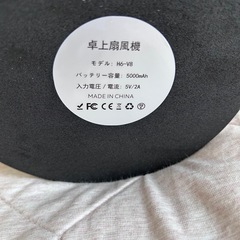 卓上扇風機
モデル: H6-V8
バッテリー容量: 5000mAh
入力電圧 / 電流: 5V/2A
MADE IN CHINA